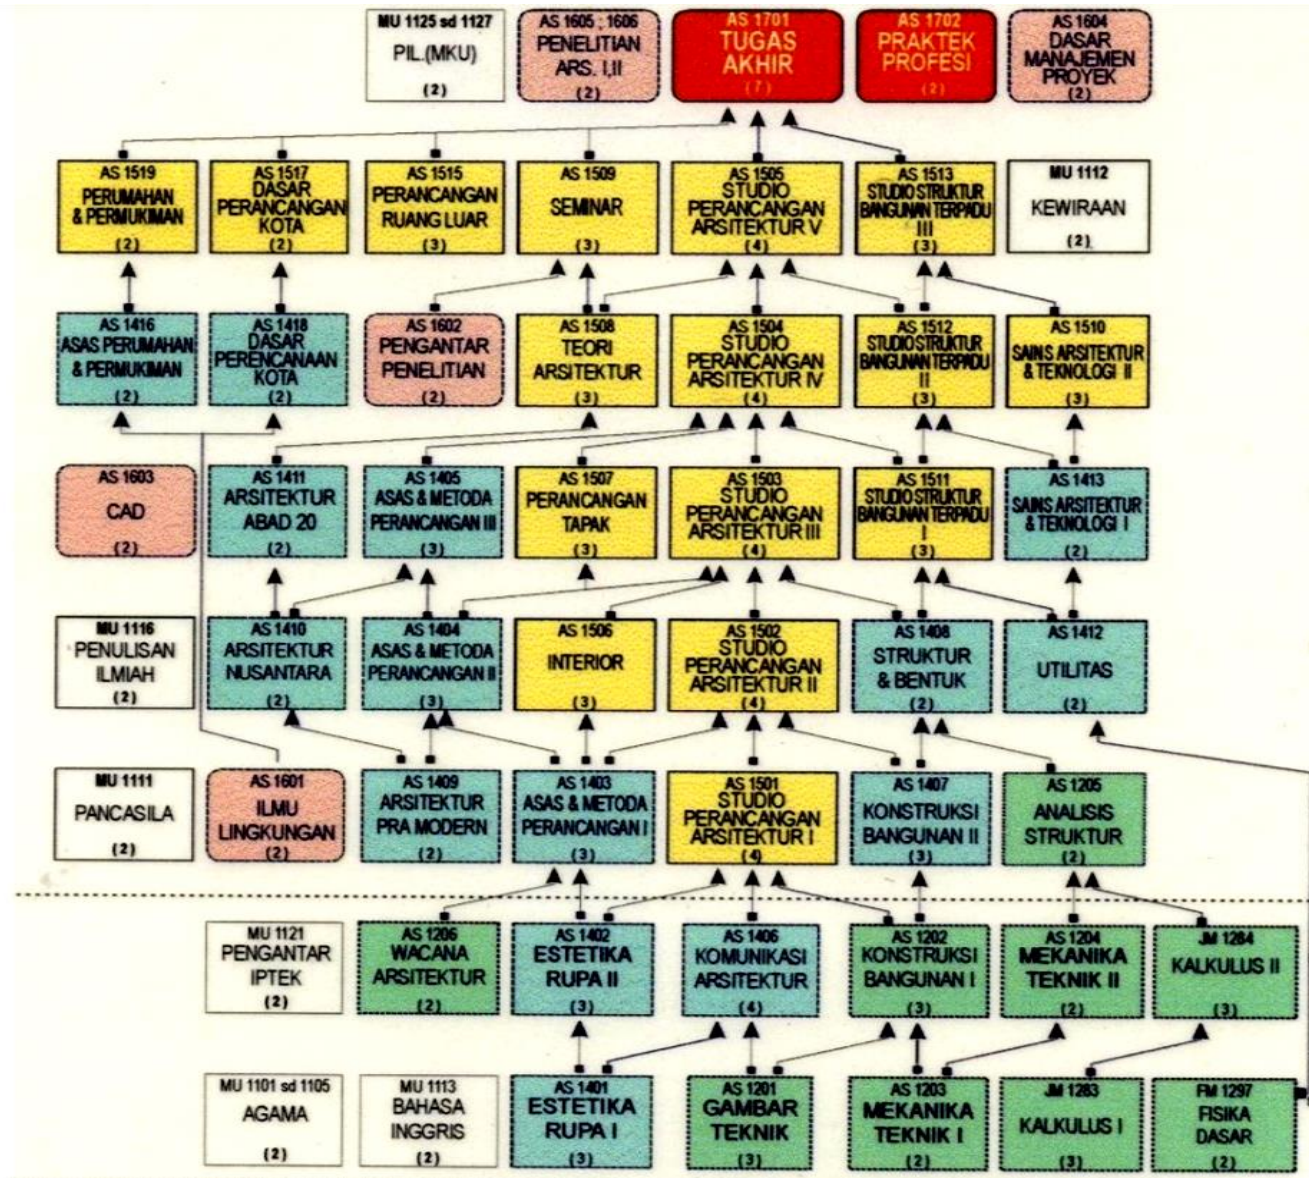 MU 1125 sd 1127
PIL.(MKU)
(2)
AS 1605 ; 1606
PENELITIAN
ARS. I,II
(2)
AS 1701
TUGAS
AKHIR
(7)
AS 1702
PRAKTEK
PROFESI
(2)
AS 1604
DASAR
MANAJEMEN
PROYEK
(2)
AS 1519
PERUMAHAN
& PERMUKIMAN
(2)
AS 1517
DASAR
PERANCANGAN
KOTA
(2)
AS 1515
PERANCANGAN
RUANG LUAR
(3)
AS 1509
SEMINAR
(3)
AS 1505
STUDIO
PERANCANGAN
ARSITEKTUR V
(4)
AS 1513
STUDIO STRUKTUR
BANGUNAN TERPADU
III
(3)
MU 1112
KEWIRAAN
(2)
AS 1416
ASAS PERUMAHAN
& PERMUKIMAN
(2)
AS 1418
DASAR
PERENCANAAN
KOTA
(2)
AS 1602
PENGANTAR
PENELITIAN
(2)
AS 1508
TEORI
ARSITEKTUR
(3)
AS 1504
STUDIO
PERANCANGAN
ARSITEKTUR IV
(4)
AS 1512
STUDIO STRUKTUR
BANGUNAN TERPADU
II
(3)
AS 1510
SAINS ARSITEKTUR
& TEKNOLOGI II
(3)
AS 1603
CAD
(2)
AS 1411
ARSITEKTUR
ABAD 20
(2)
AS 1405
ASAS & METODA
PERANCANGAN III
(3)
AS 1507
PERANCANGAN
TAPAK
(3)
AS 1503
STUDIO
PERANCANGAN
ARSITEKTUR III
(4)
AS 1511
STUDIO STRUKTUR
BANGUNAN TERPADU
I
(3)
AS 1413
SAINS ARSITEKTUR
& TEKNOLOGI I
(2)
MU 1116
PENULISAN
ILMIAH
(2)
AS 1410
ARSITEKTUR
NUSANTARA
(2)
AS 1404
ASAS & METODA
PERANCANGAN II
(3)
AS 1506
INTERIOR
(3)
AS 1502
STUDIO
PERANCANGAN
ARSITEKTUR II
(4)
AS 1408
STRUKTUR
& BENTUK
(2)
AS 1412
UTILITAS
(2)
MU 1111
PANCASILA
(2)
AS 1601
ILMU
LINGKUNGAN
(2)
AS 1409
ARSITEKTUR
PRA MODERN
(2)
AS 1403
ASAS & METODA
PERANCANGAN I
(3)
AS 1501
STUDIO
PERANCANGAN
ARSITEKTUR I
(4)
AS 1407
KONSTRUKSI
BANGUNAN II
(3)
AS 1205
ANALISIS
STRUKTUR
(2)
MU 1121
PENGANTAR
IPTEK
(2)
AS 1206
WACANA
ARSITEKTUR
(2)
AS 1402
ESTETIKA
RUPA II
(3)
AS 1406
KOMUNIKASI
ARSITEKTUR
(4)
AS 1202
KONSTRUKSI
BANGUNAN I
(3)
AS 1204
MEKANIKA
TEKNIK II
(2)
JM 1284
KALKULUS II
(3)
MU 1101 sd 1105
AGAMA
(2)
MU 1113
BAHASA
INGGRIS
(2)
AS 1401
ESTETIKA
RUPA I
(3)
AS 1201
GAMBAR
TEKNIK
(3)
AS 1203
MEKANIKA
TEKNIK I
(2)
JM 1283
KALKULUS I
(3)
FM 1297
FISIKA
DASAR
(2)